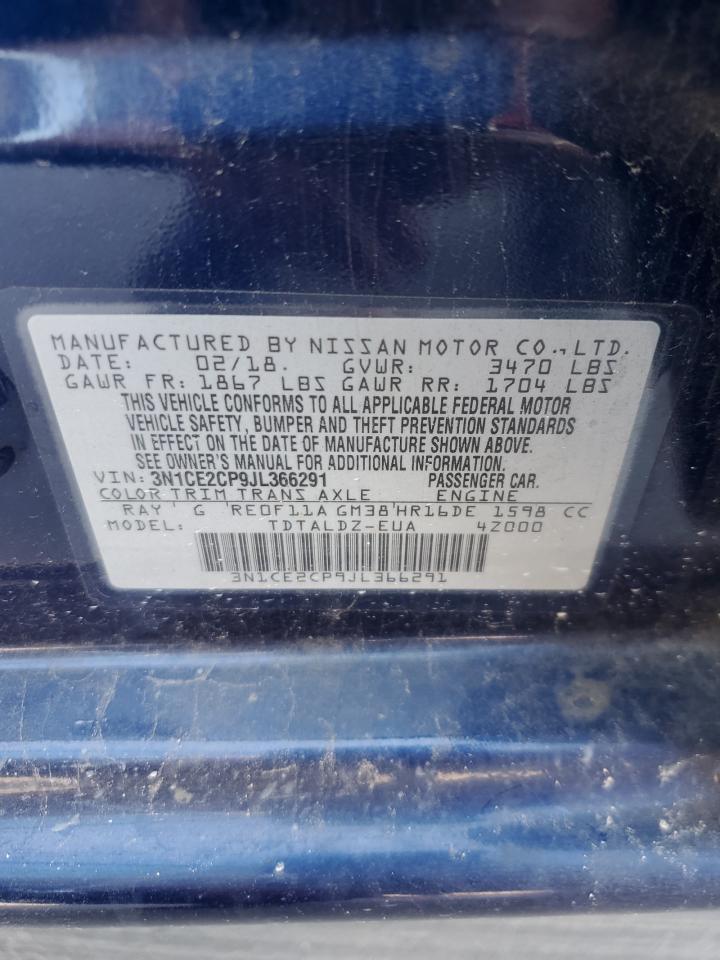 MANUFACTURED BY NISSAN MOTOR CO., LTD.
DATE: 02/18. GVWR: 3470 LBS
GAWR FR: 1867 LBS GAWR RR: 1704 LBS
THIS VEHICLE CONFORMS TO ALL APPLICABLE FEDERAL MOTOR
VEHICLE SAFETY, BUMPER AND THEFT PREVENTION STANDARDS
IN EFFECT ON THE DATE OF MANUFACTURE SHOWN ABOVE.
SEE OWNER'S MANUAL FOR ADDITIONAL INFORMATION.
VIN: 3N1CE2CP9JL366291 PASSENGER CAR.
COLOR TRIM TRANS AXLE ENGINE
RAY G RE0F11A GM38 HR16DE 1598 CC
MODEL: TDTALDZ-EUA 4Z000
3N1CE2CP9JL366291